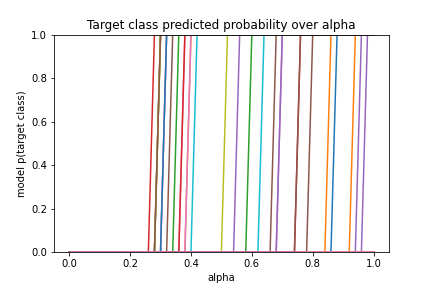 Target class predicted probability over alpha
1.0
0.8
0.6
0.4
0.2
0.0
model p(target class)
0.0 0.2 0.4 0.6 0.8 1.0
alpha